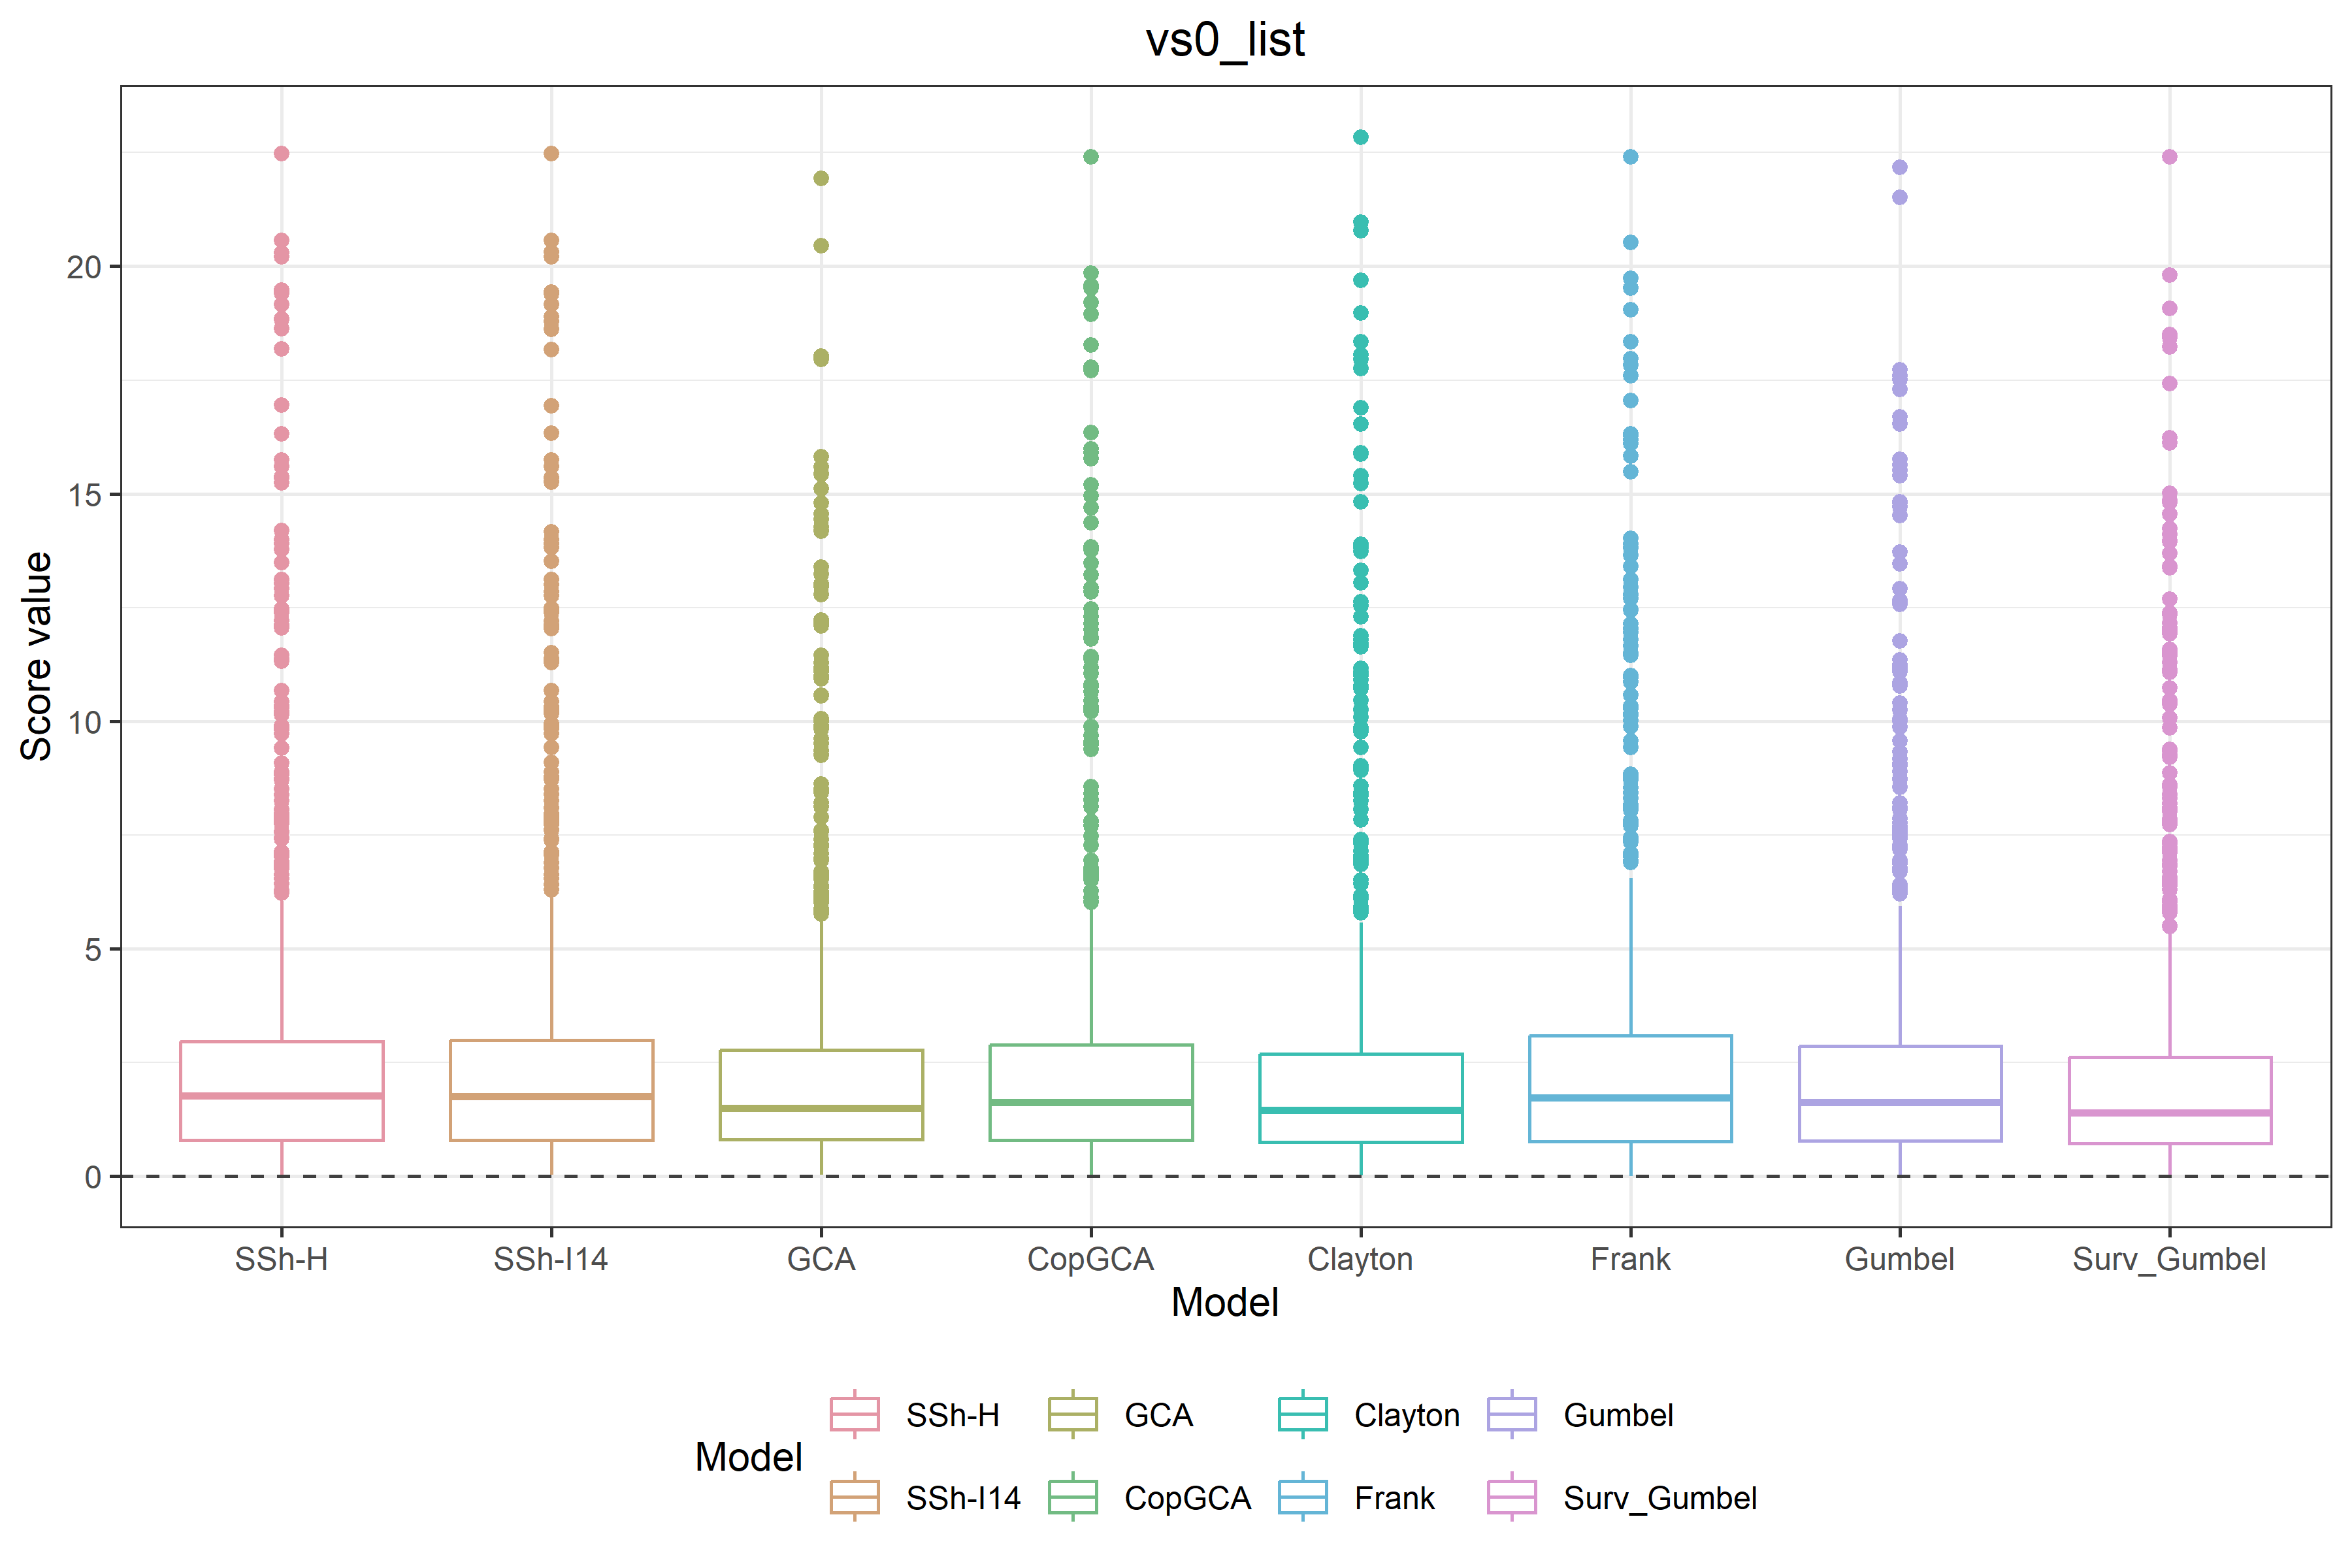 vs0_list
Score value
20
15
10
5
0
SSh-H SSh-I14 GCA CopGCA Clayton Frank Gumbel Surv_Gumbel
Model
Model
SSh-H GCA Clayton Gumbel
SSh-I14 CopGCA Frank Surv_Gumbel